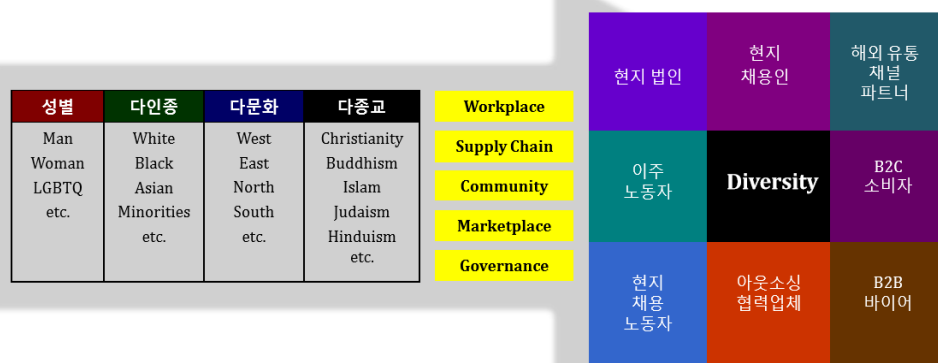 성별
Man
Woman
LGBTQ
etc.
다인종
White
Black
Asian
Minorities
etc.
다문화
West
East
North
South
etc.
다종교
Christianity
Buddhism
Islam
Judaism
Hinduism
etc.
Workplace
Supply Chain
Community
Marketplace
Governance
현지 법인
현지
채용인
해외 유통
채널
파트너
이주
노동자
Diversity
B2C
소비자
현지
채용
노동자
아웃소싱
협력업체
B2B
바이어